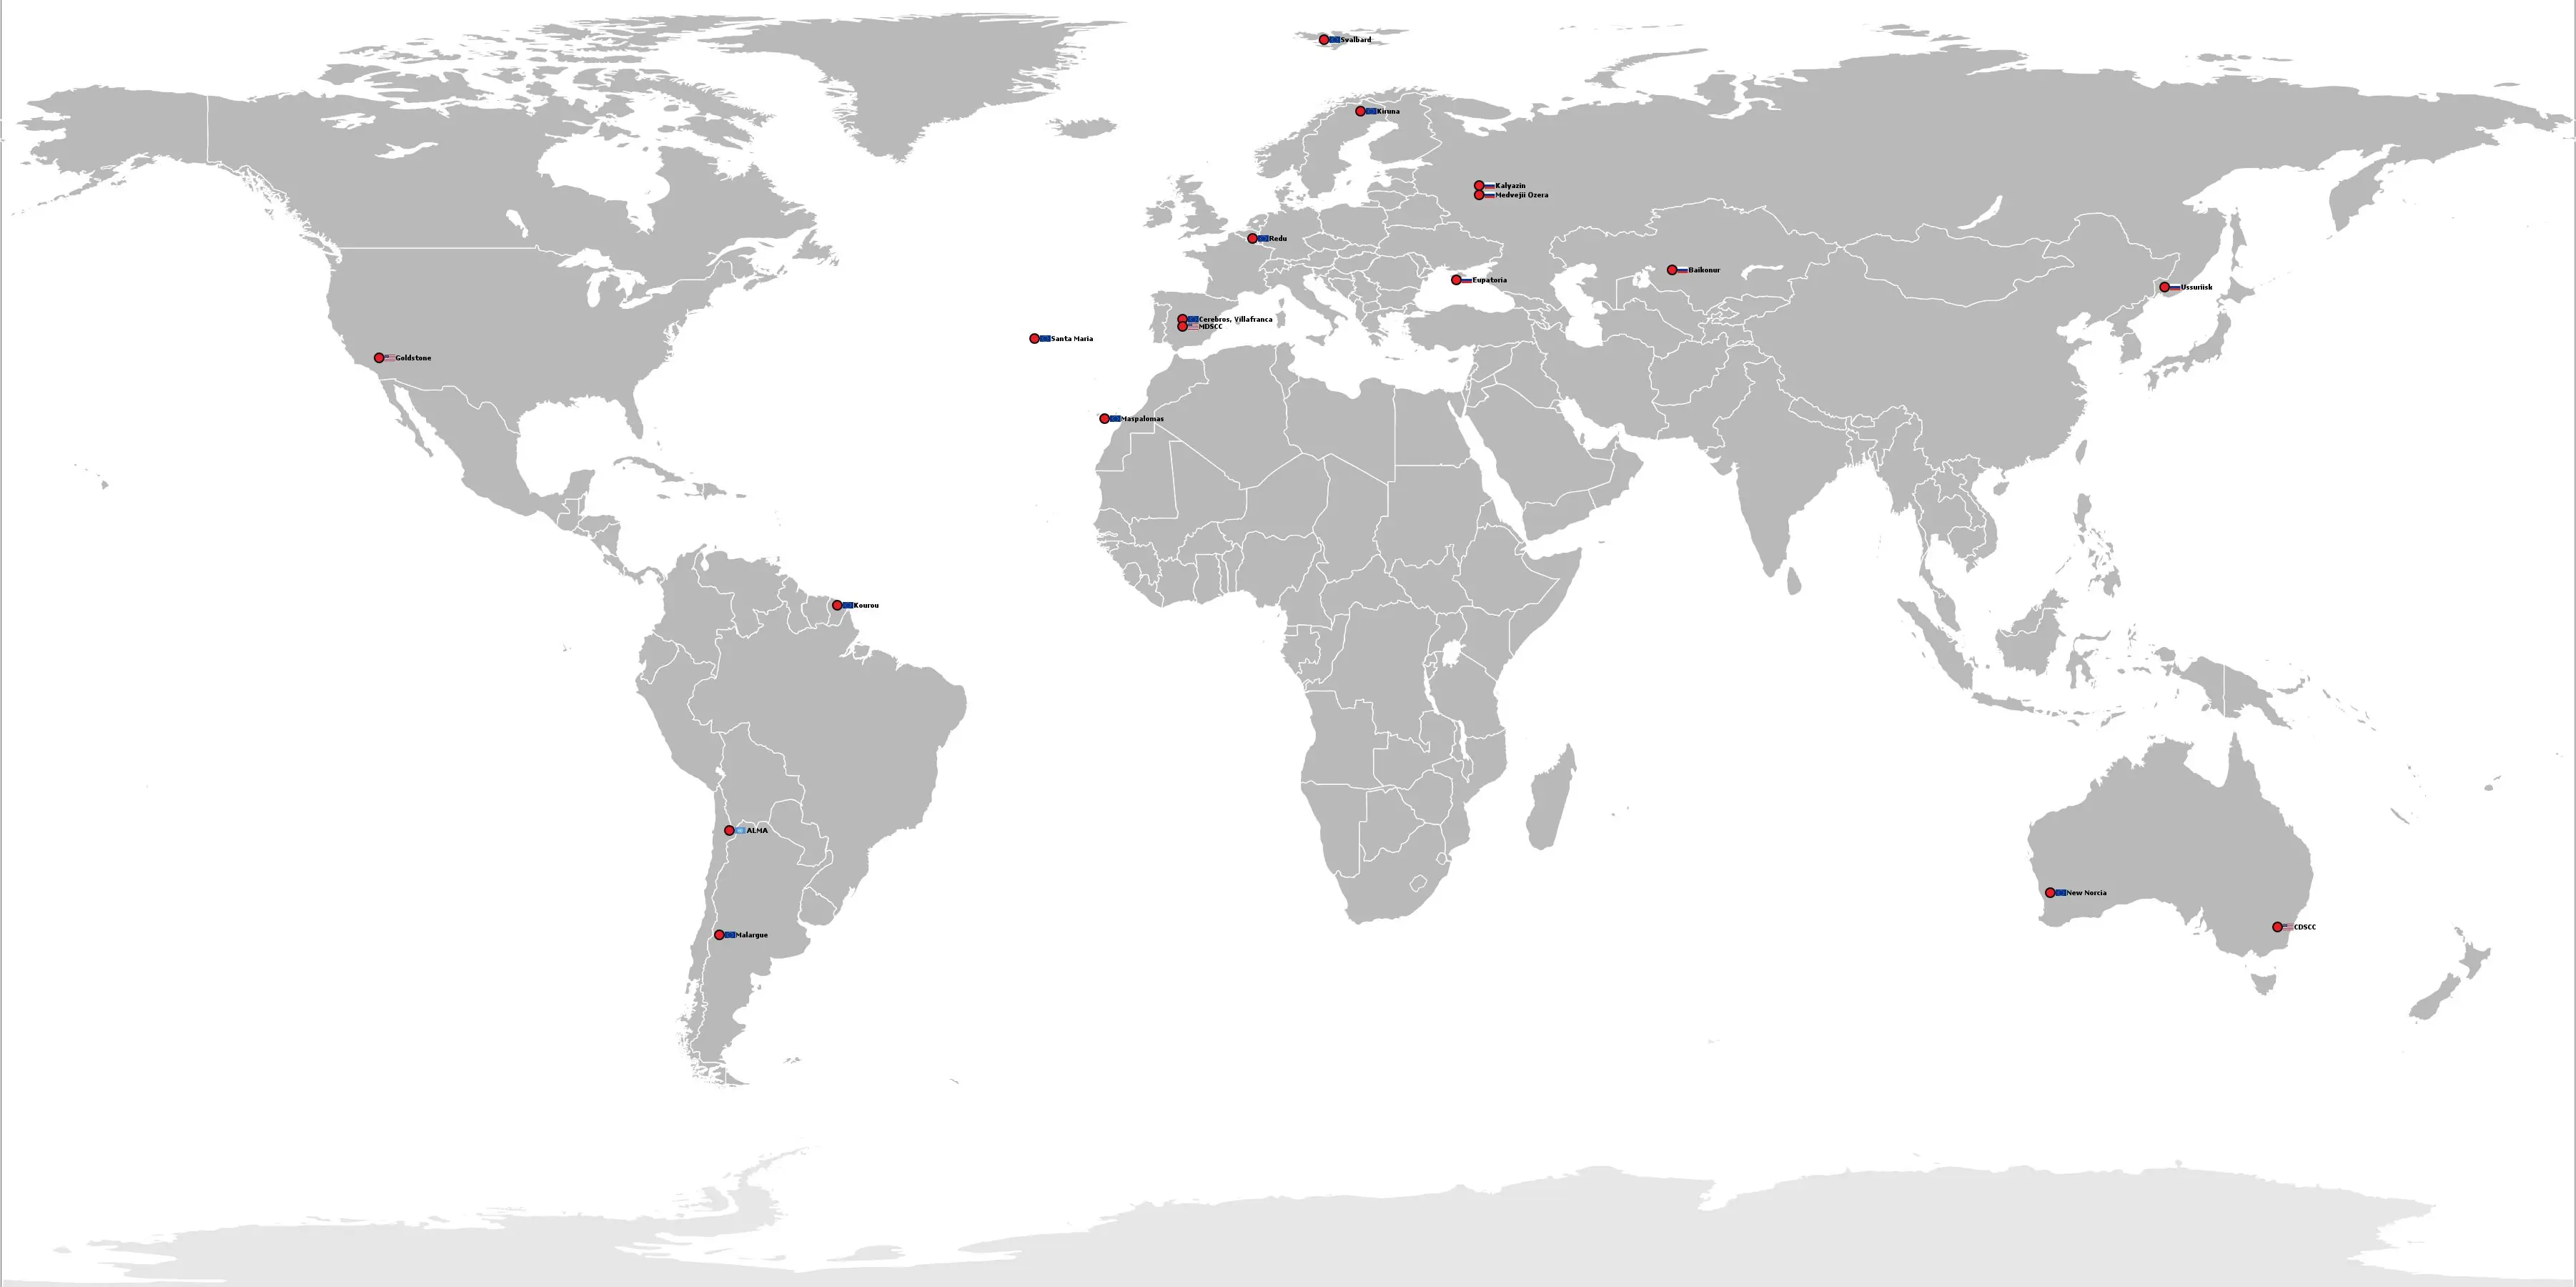 Svalbard
Kiruna
Kalyazin
Medvejii Ozera
Redu
Baikonur
Eupatoria
Ussuriisk
Cerebros, Villafranca
MDSCC
Santa Maria
Goldstone
Maspalomas
Kourou
ALMA
New Norcia
CDSCC
Malargue